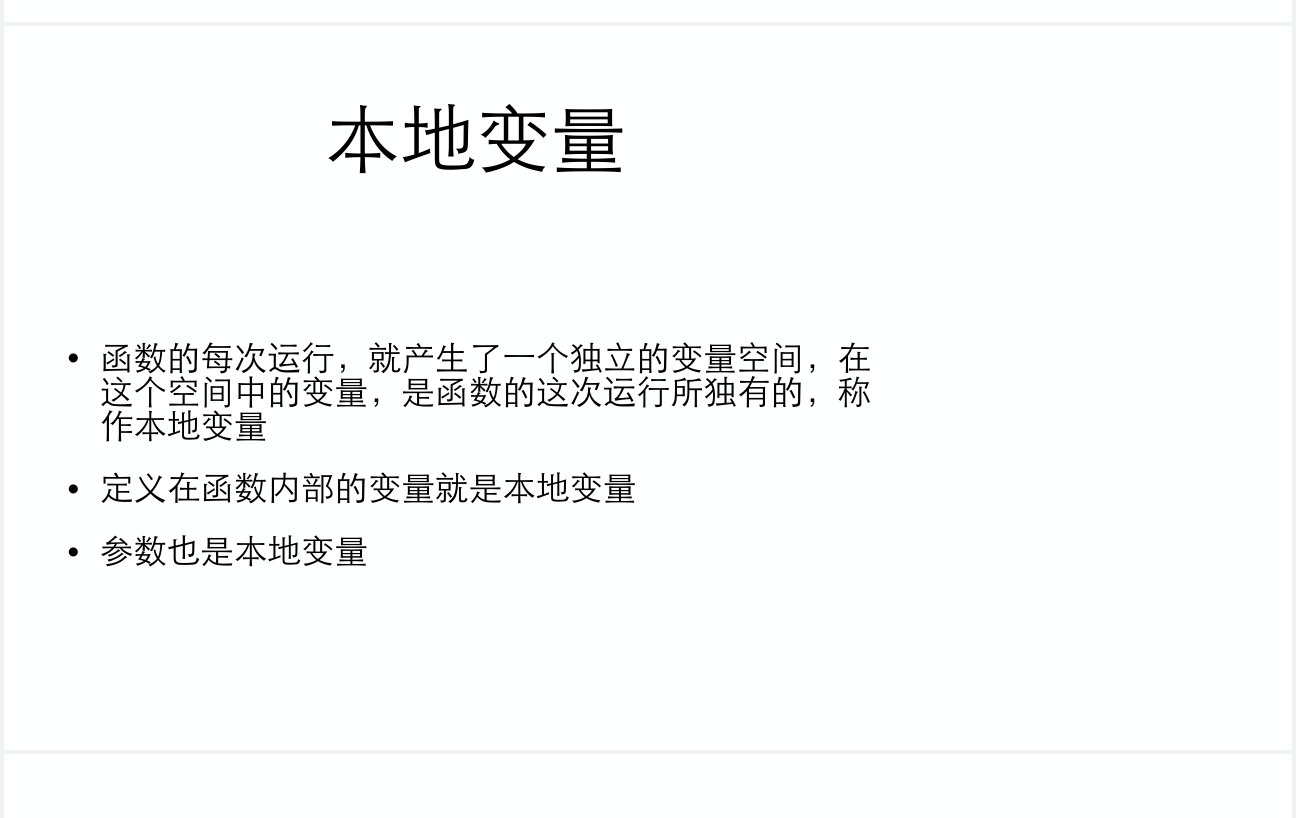 本地变量
• 函数的每次运行，就产生了一个独立的变量空间，在
这个空间中的变量，是函数的这次运行所独有的，称
作本地变量
• 定义在函数内部的变量就是本地变量
• 参数也是本地变量